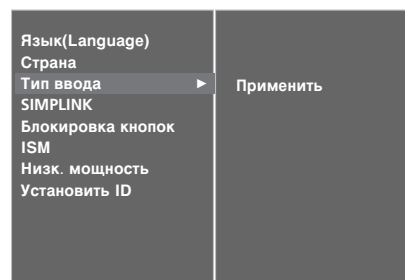 Язык(Language)
Страна
Тип ввода ►
Применить
SIMPLINK
Блокировка кнопок
ISM
Низк. мощность
Установить ID